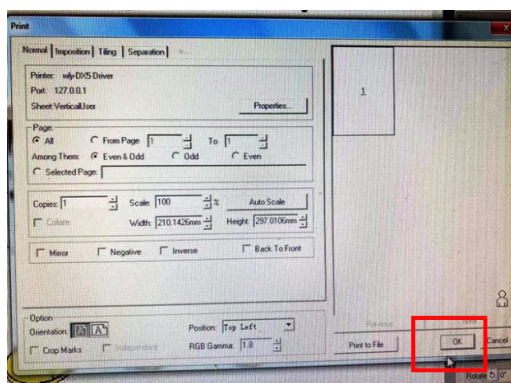 Print
Normal Imposition Tiling Separation
Printer: wly-DX5 Driver
Port: 127.0.0.1
Sheet:VerticalUser
Properties...
Page:
All From Page 1 To 1
Among Them: Even & Odd Odd Even
Selected Page:
Copies: 1 Scale: 100 % Auto Scale
Collate Width: 210.1426mm Height: 297.0106mm
Mirror Negative Inverse Back To Front
Option
Orientation: A A Position: Top Left
Crop Marks Independent RGB Gamma: 1.8
1
Previous
Print to File OK Cancel
Rotate